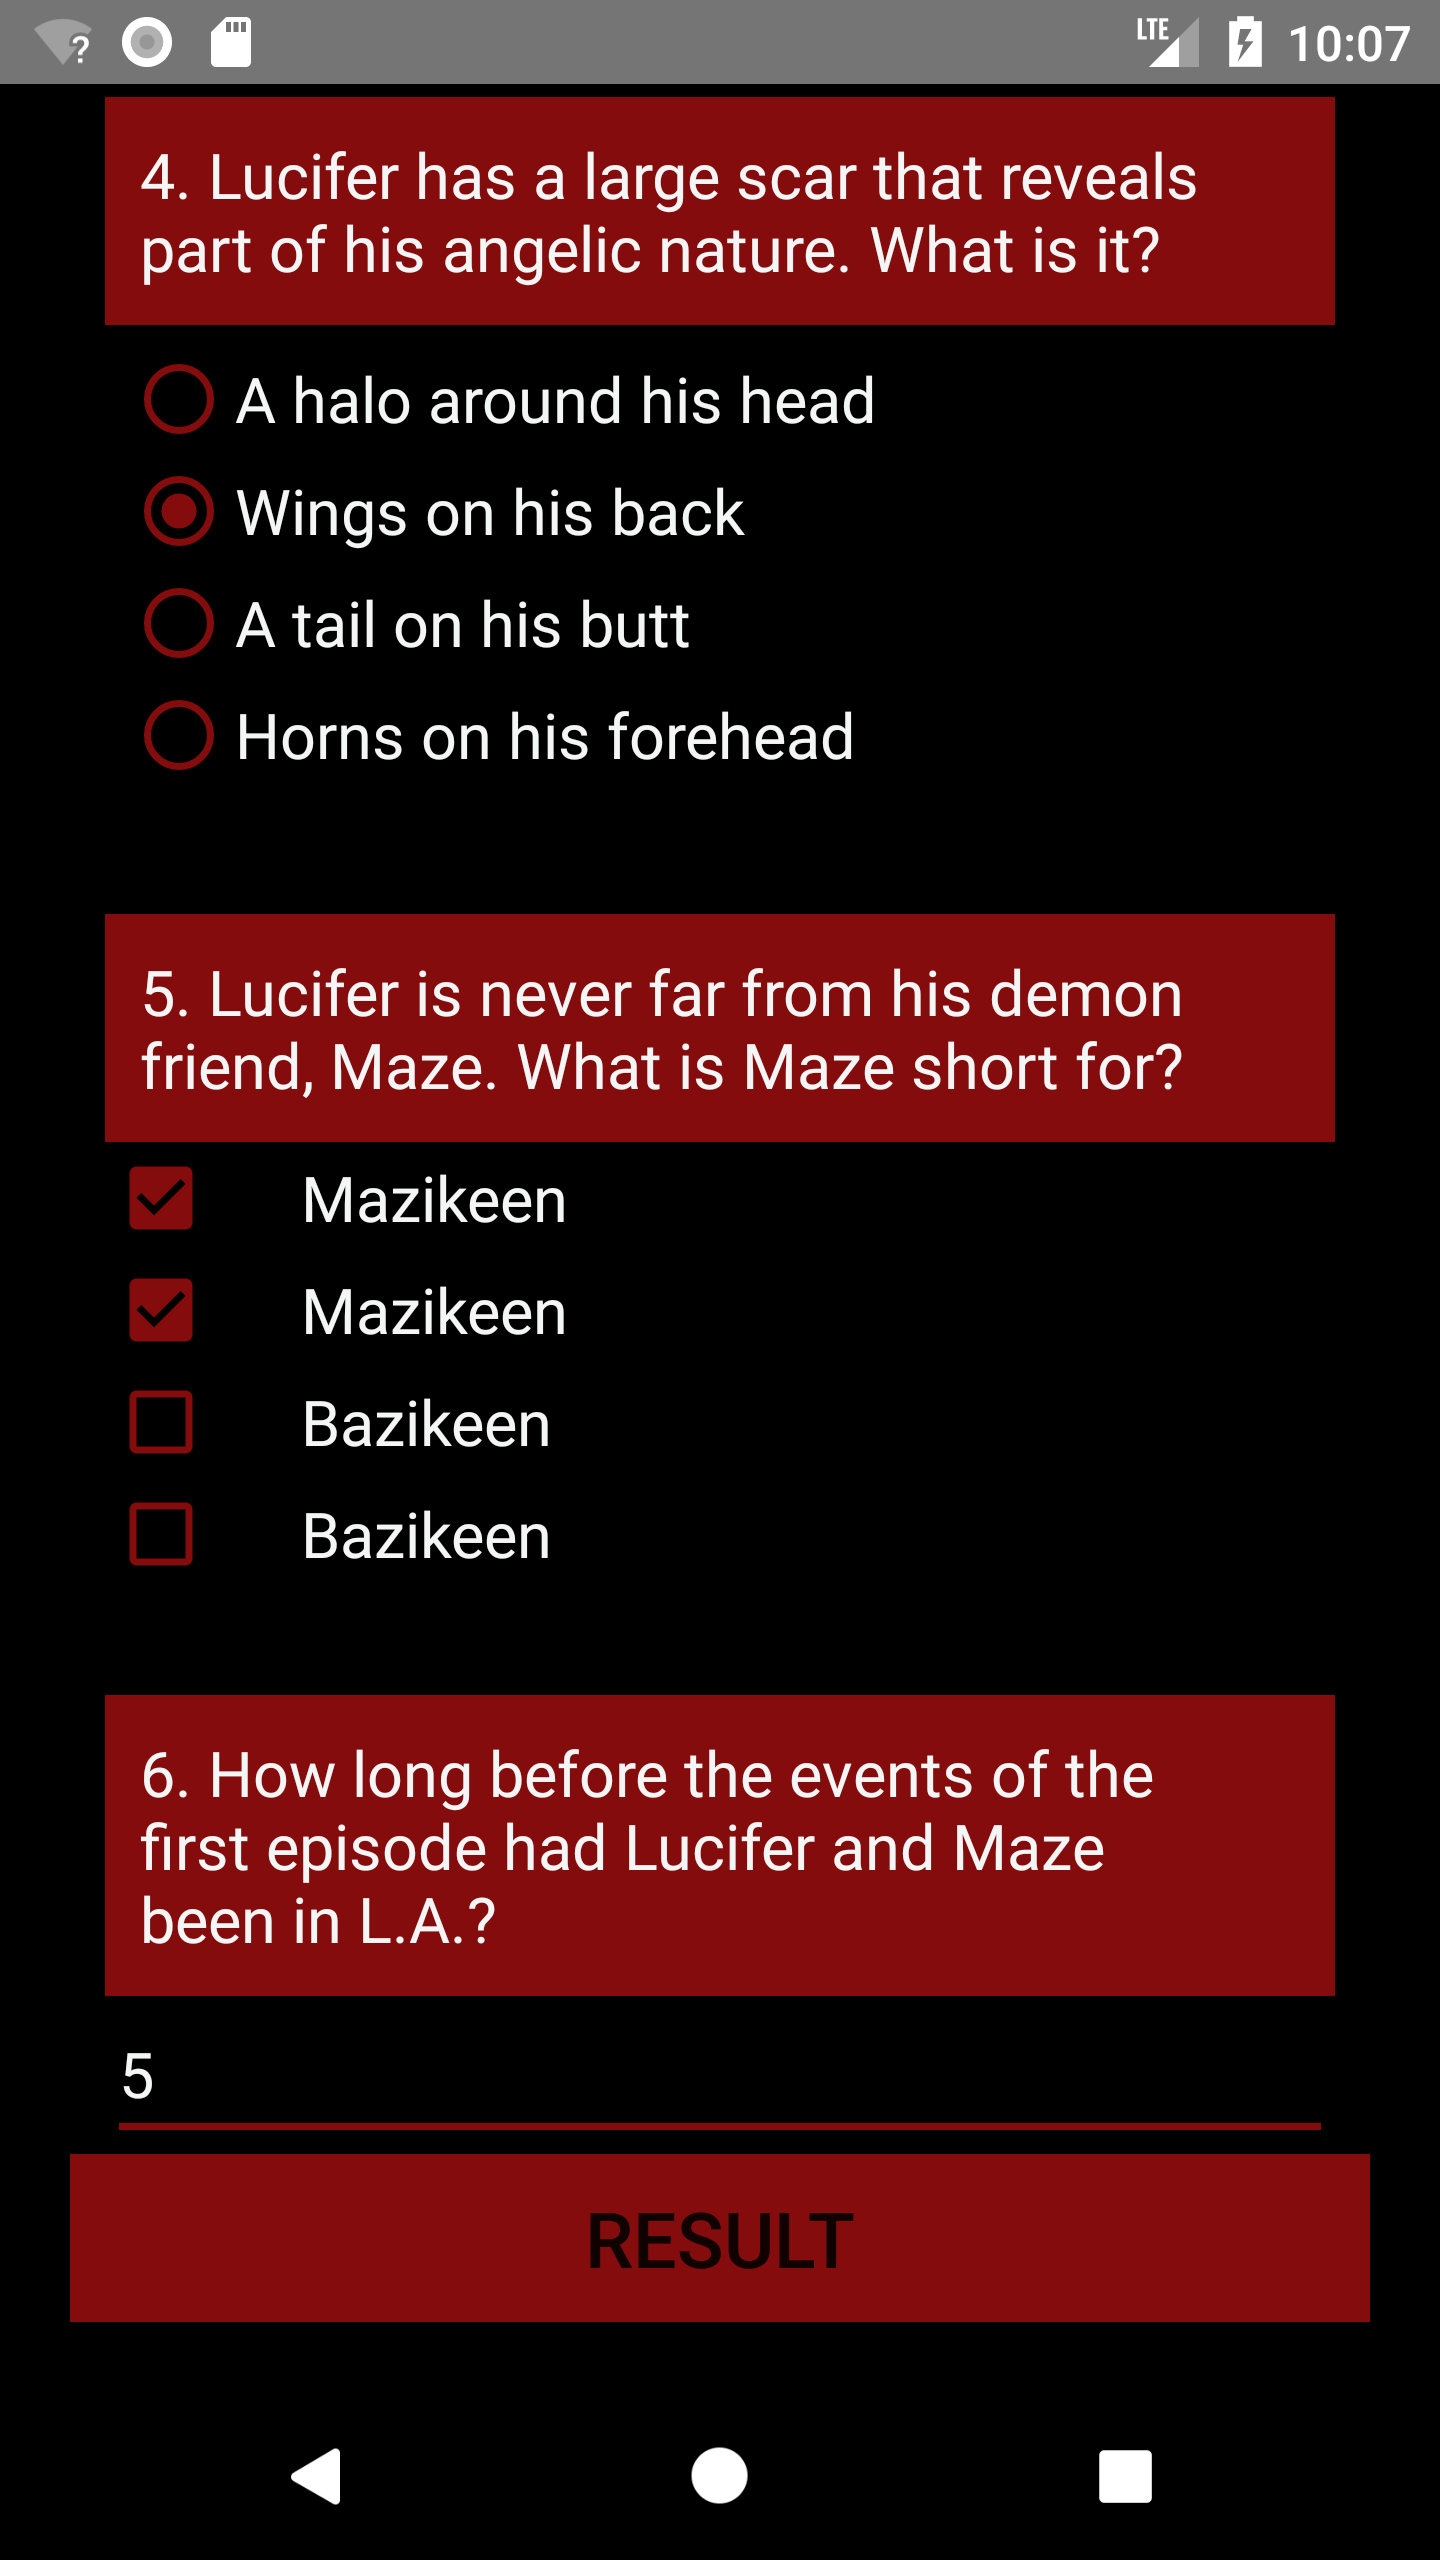 LTE 10:07
4. Lucifer has a large scar that reveals
part of his angelic nature. What is it?
A halo around his head
Wings on his back
A tail on his butt
Horns on his forehead
5. Lucifer is never far from his demon
friend, Maze. What is Maze short for?
Mazikeen
Mazikeen
Bazikeen
Bazikeen
6. How long before the events of the
first episode had Lucifer and Maze
been in L.A.?
5
RESULT